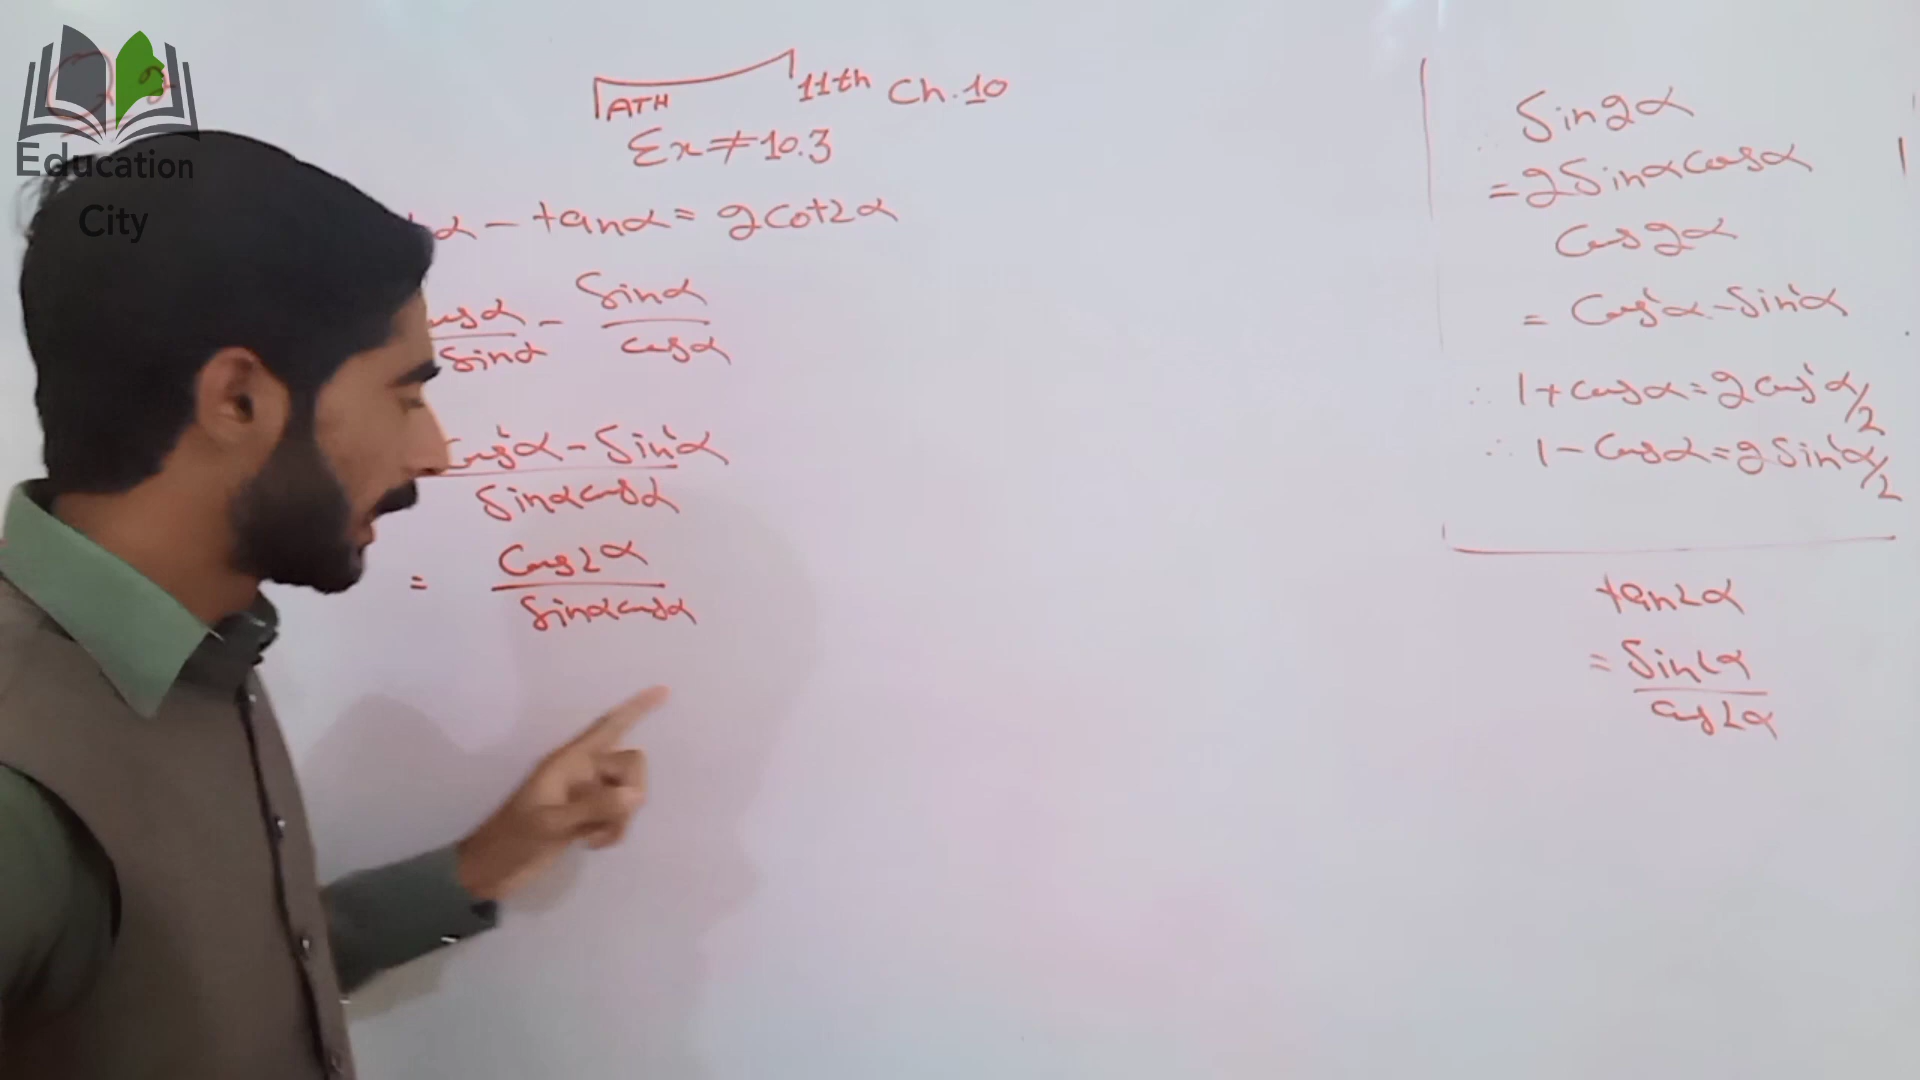 Education
City
MATH 11th Ch.10
Ex≠10.3
α - tanα = 2cot2α
cosα/sinα - sinα/cosα
cos²α - sin²α
sinαcosα
= cos2α
sinαcosα
Sin2α
=2Sinαcosα
cos2α
= cos²α-sin²α
∴ 1+cosα=2cos²α/2
∴ 1-cosα=2sin²α/2
tan2α
= Sin2α
cos2α